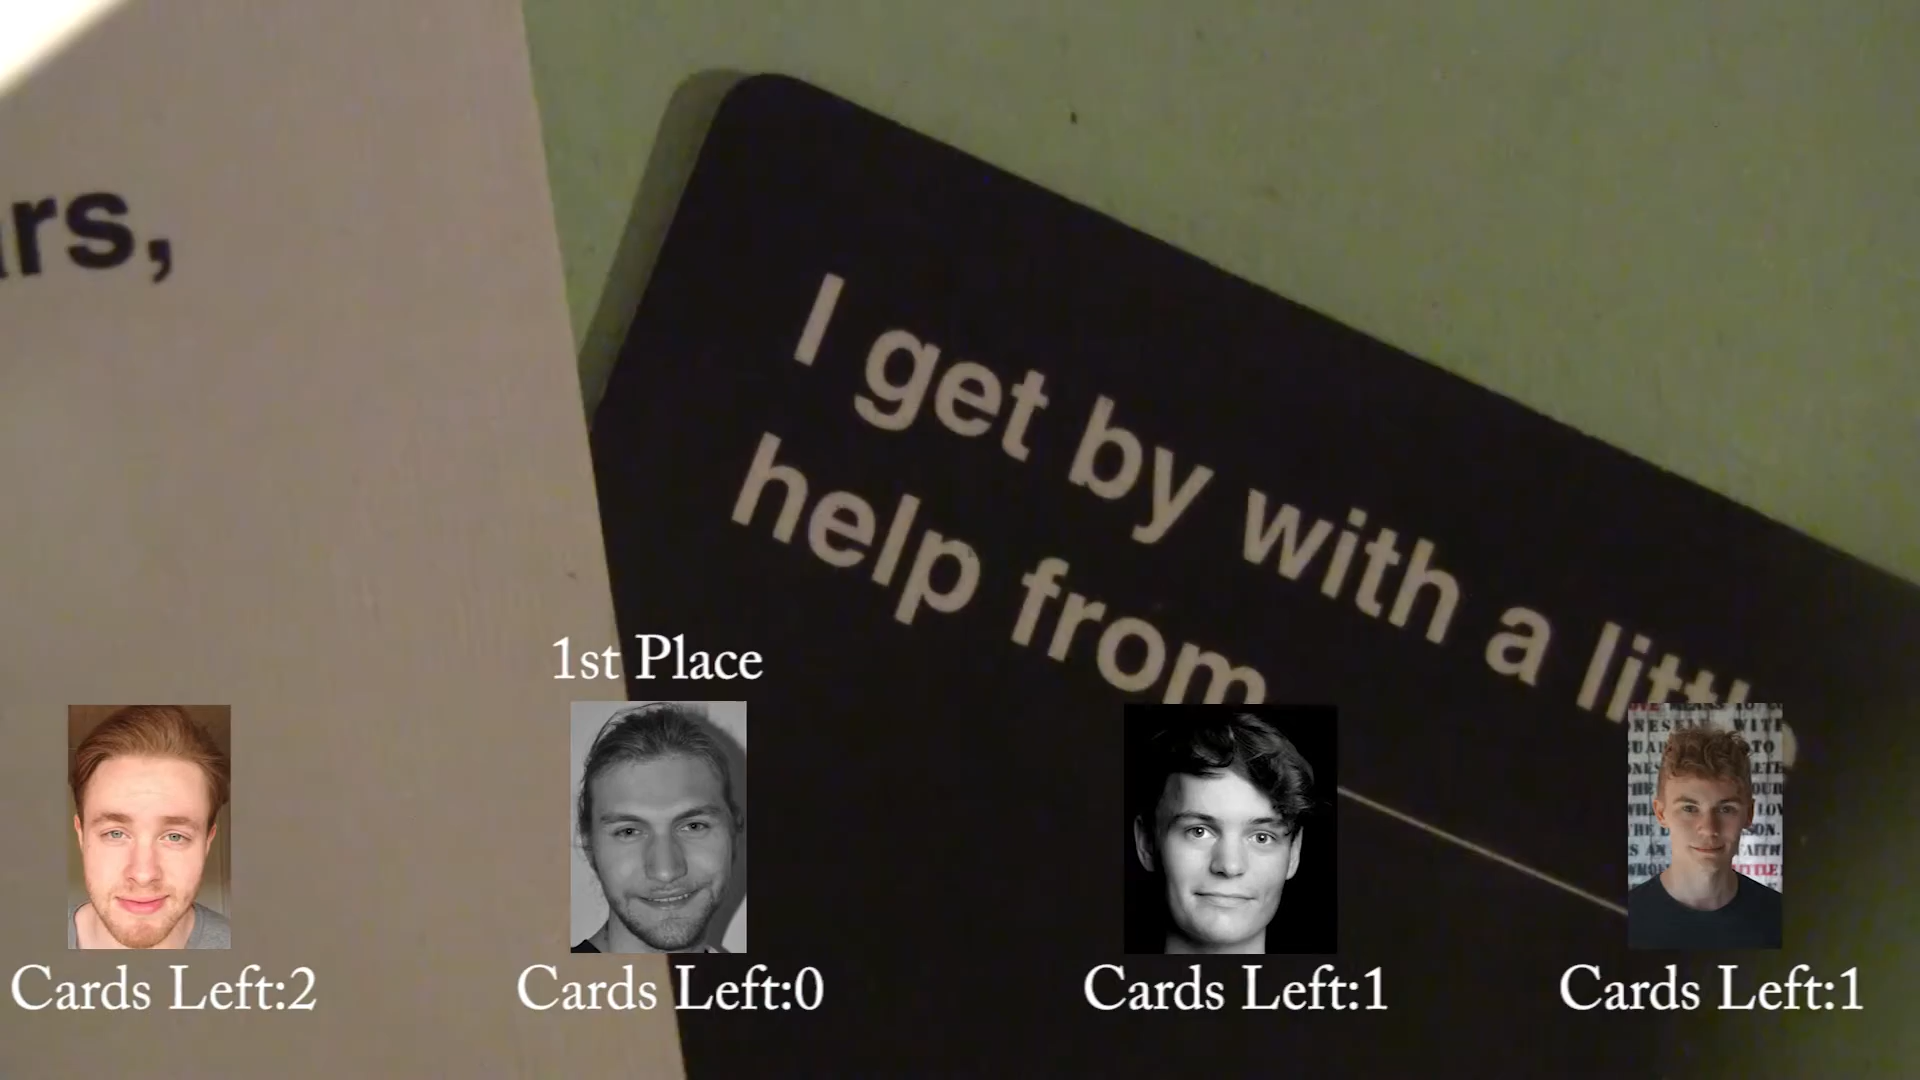 rs,
I get by with a little
help from
1st Place
Cards Left:2
Cards Left:0
Cards Left:1
Cards Left:1